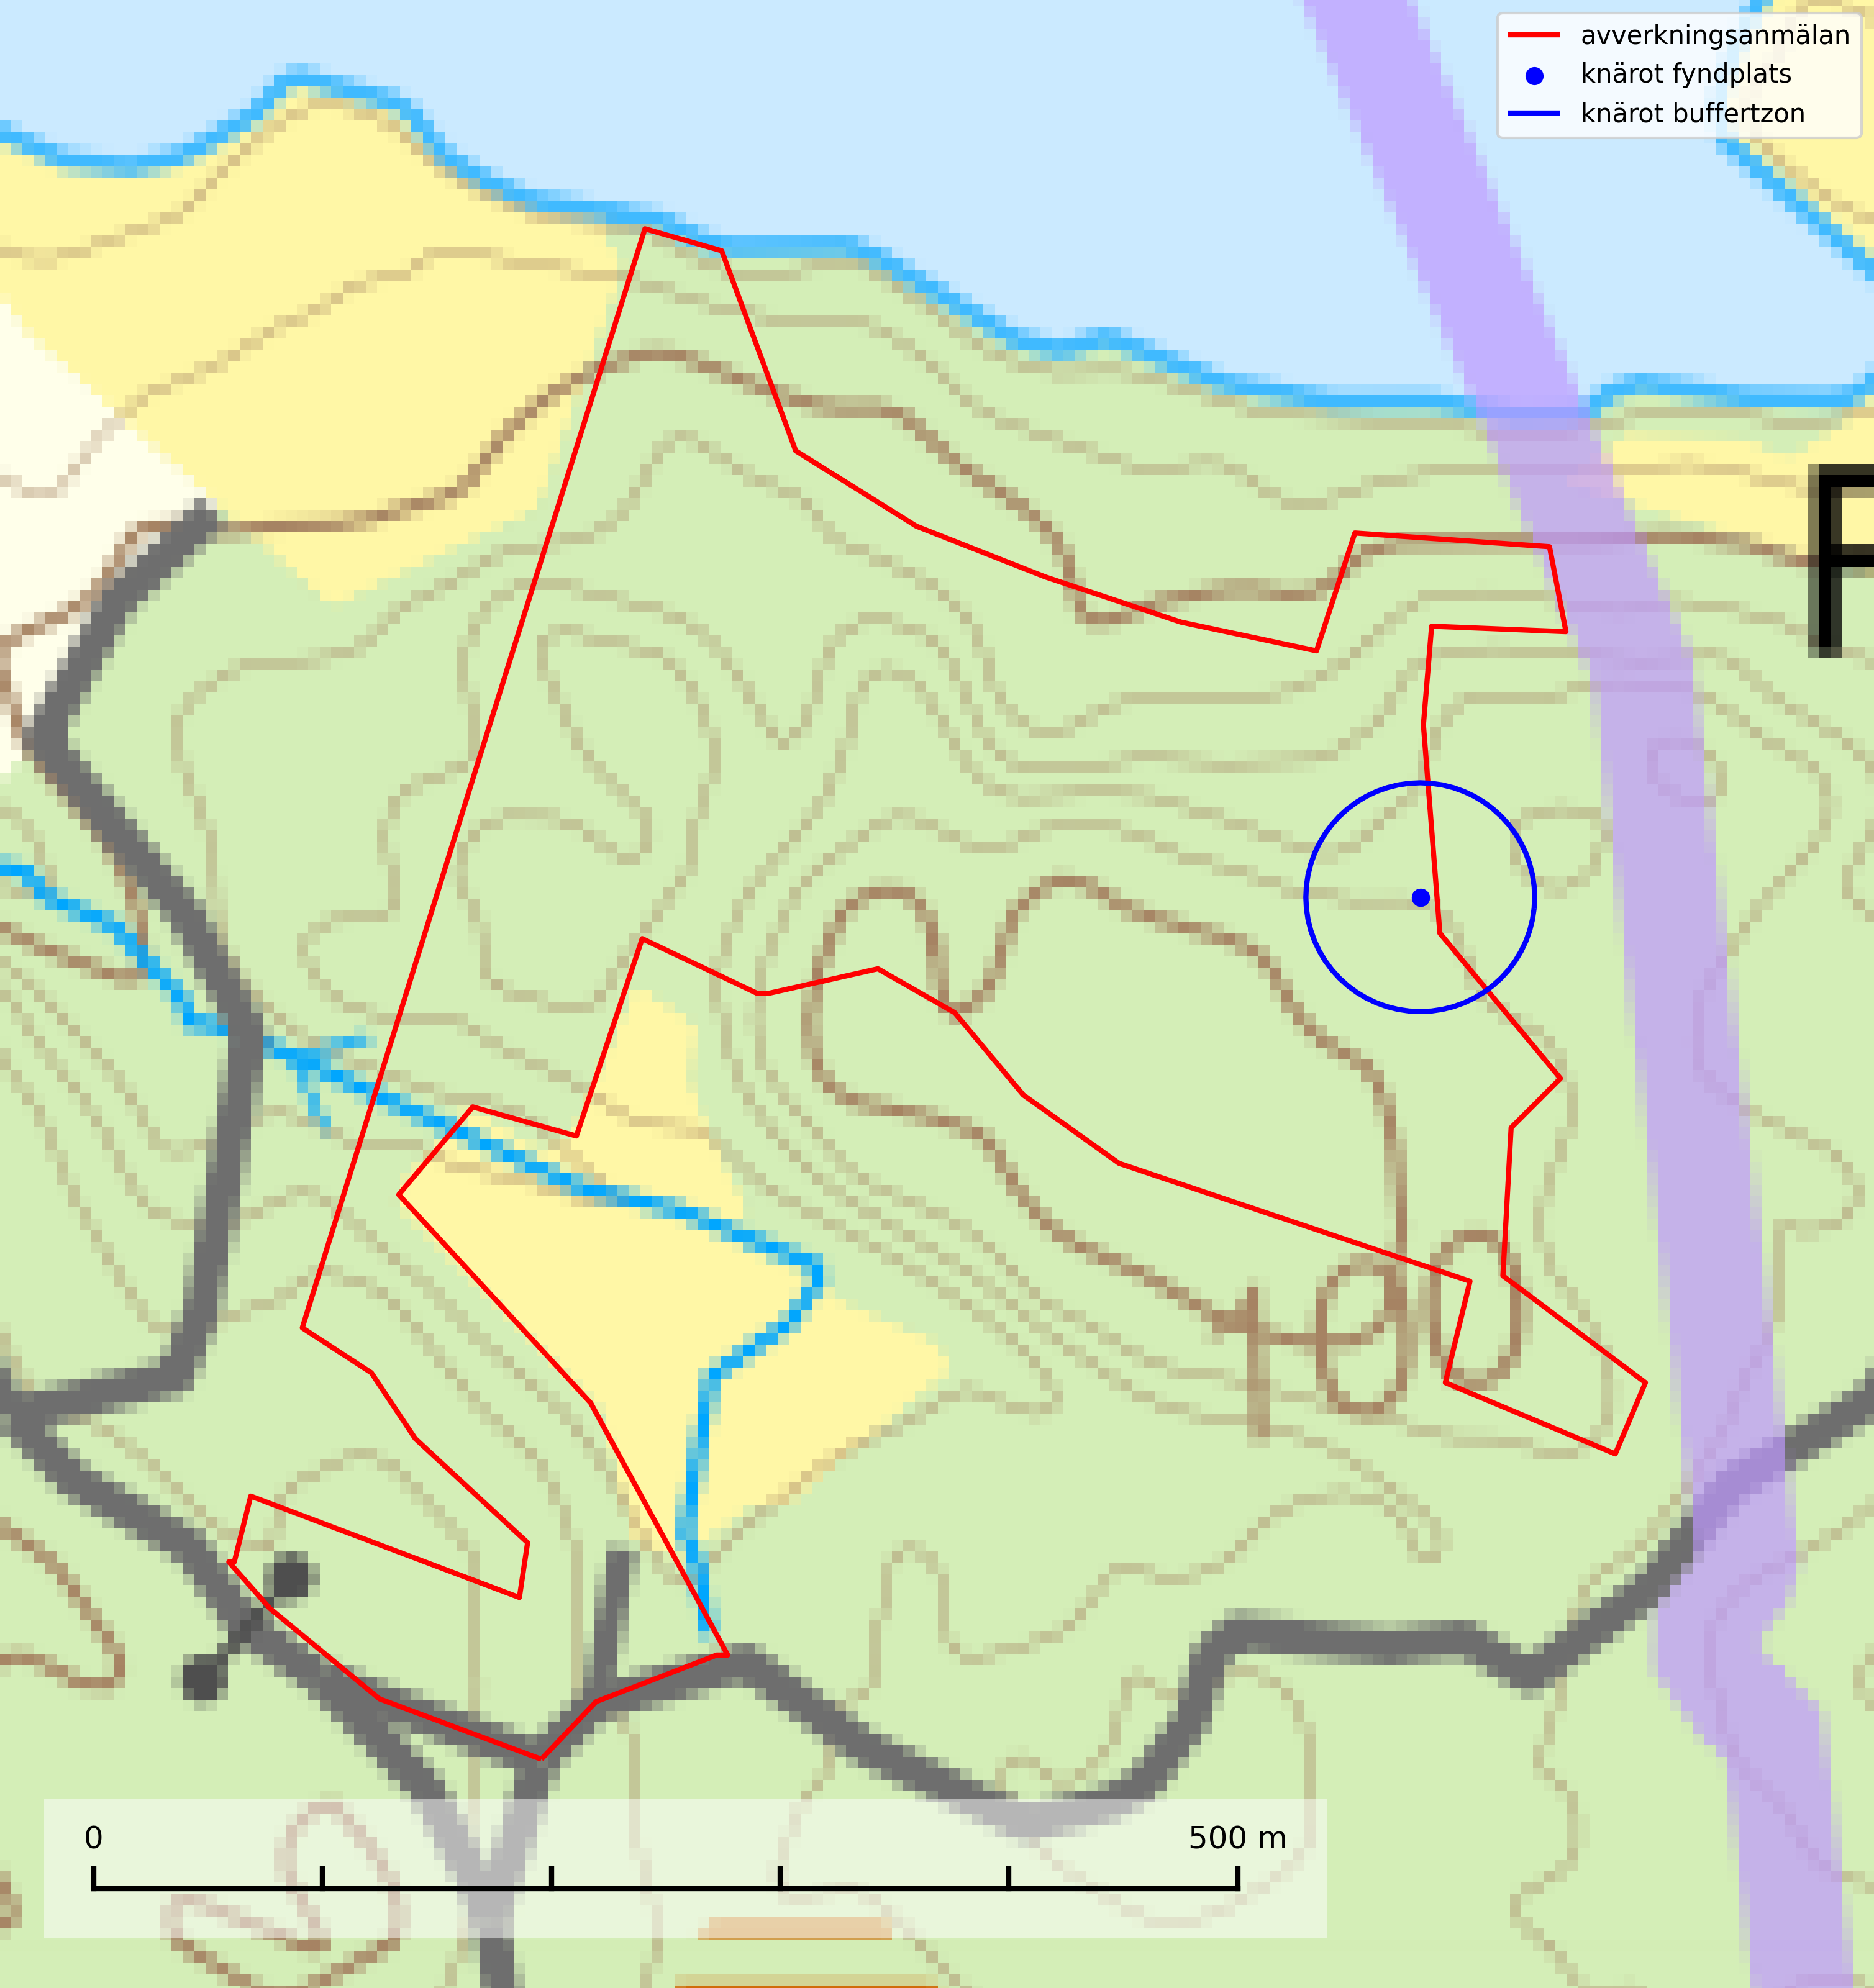 avverkningsanmälan
knärot fyndplats
knärot buffertzon
F
100
0
500 m